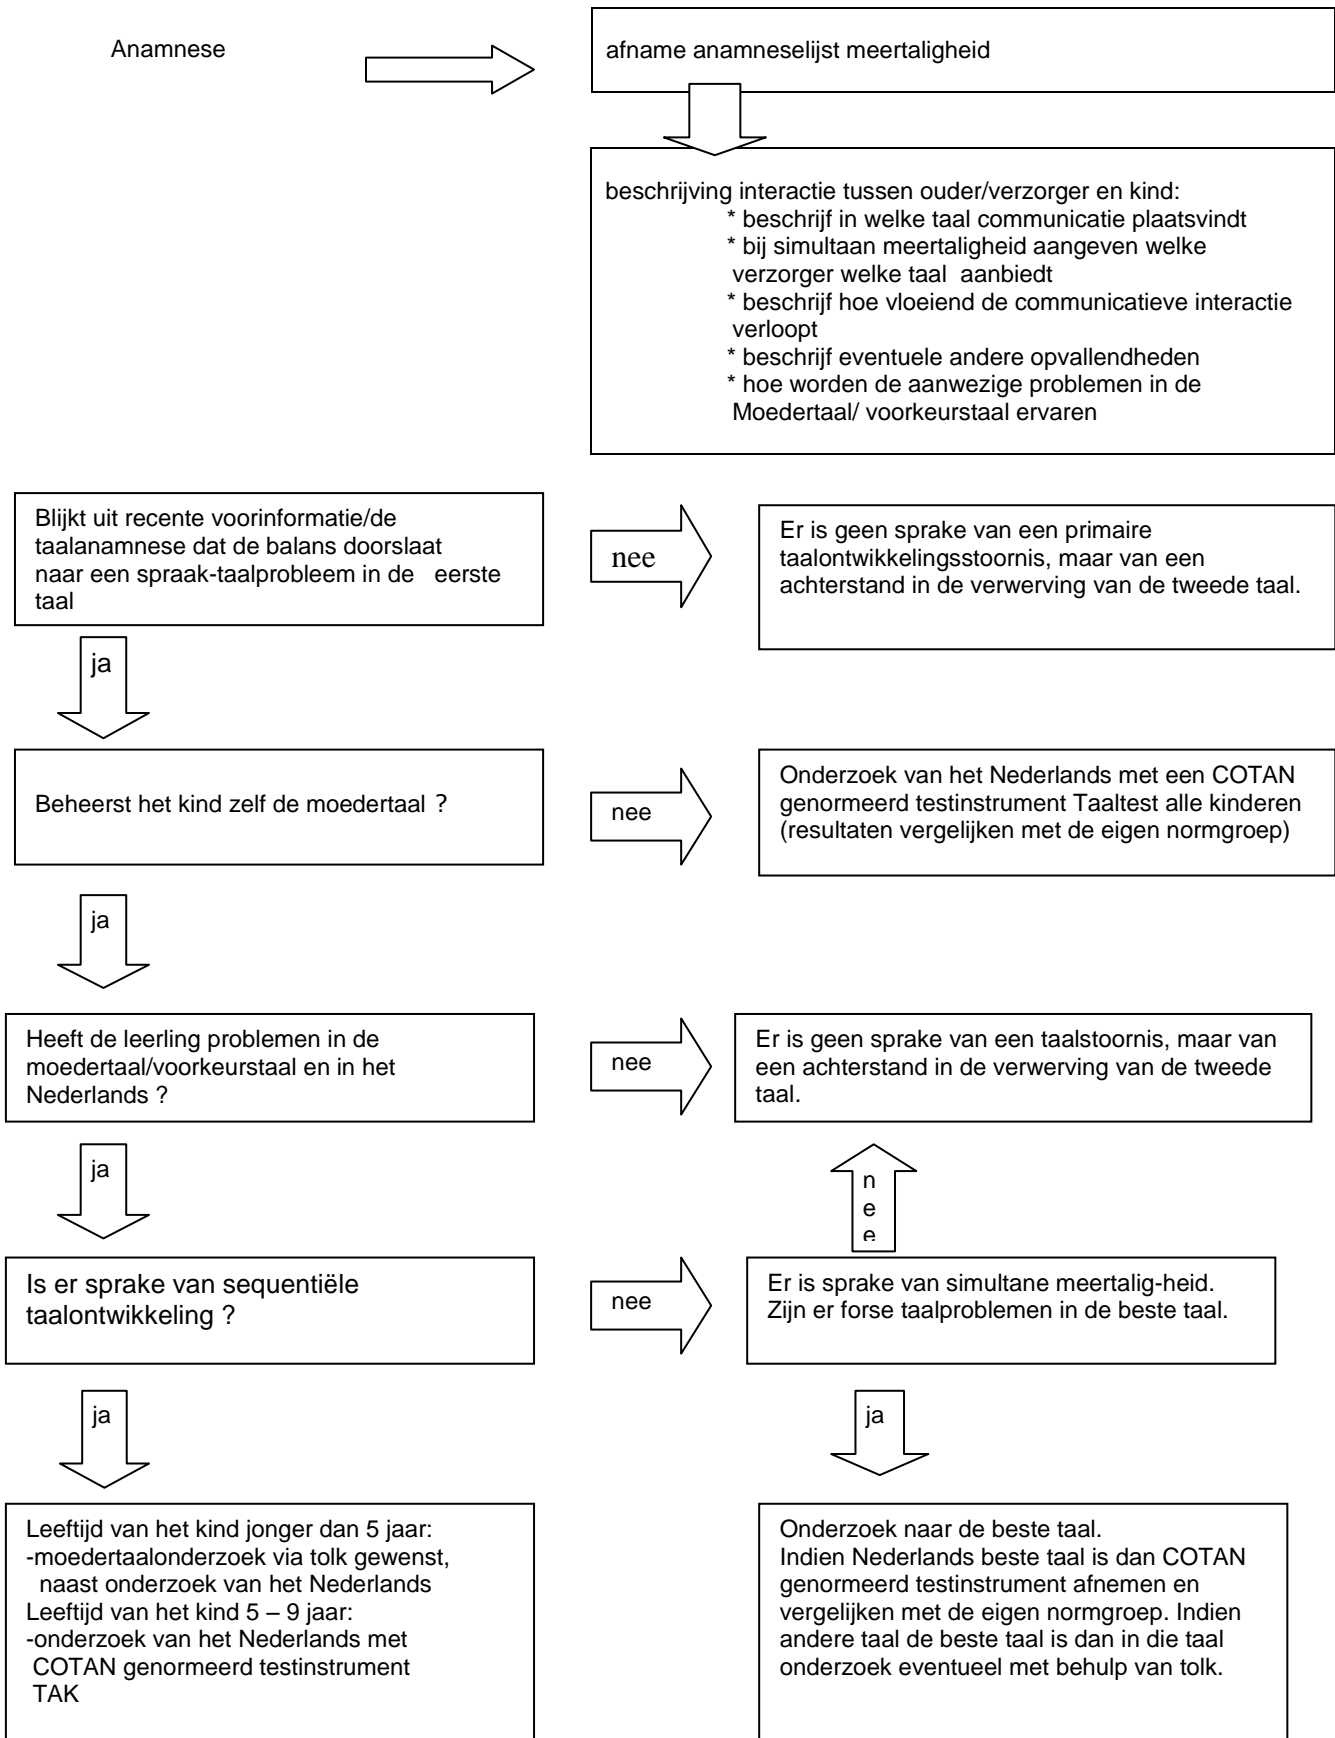 Anamnese
afname anamneselijst meertaligheid
beschrijving interactie tussen ouder/verzorger en kind:
* beschrijf in welke taal communicatie plaatsvindt
* bij simultaan meertaligheid aangeven welke
verzorger welke taal aanbiedt
* beschrijf hoe vloeiend de communicatieve interactie
verloopt
* beschrijf eventuele andere opvallendheden
* hoe worden de aanwezige problemen in de
Moedertaal/ voorkeurstaal ervaren
Blijkt uit recente voorinformatie/de
taalanamnese dat de balans doorslaat
naar een spraak-taalprobleem in de eerste
taal
nee
Er is geen sprake van een primaire
taalontwikkelingsstoornis, maar van een
achterstand in de verwerving van de tweede taal.
ja
Beheerst het kind zelf de moedertaal ?
nee
Onderzoek van het Nederlands met een COTAN
genormeerd testinstrument Taaltest alle kinderen
(resultaten vergelijken met de eigen normgroep)
ja
Heeft de leerling problemen in de
moedertaal/voorkeurstaal en in het
Nederlands ?
nee
Er is geen sprake van een taalstoornis, maar van
een achterstand in de verwerving van de tweede
taal.
ja
n
e
e
Is er sprake van sequentiële
taalontwikkeling ?
nee
Er is sprake van simultane meertalig-heid.
Zijn er forse taalproblemen in de beste taal.
ja
ja
Leeftijd van het kind jonger dan 5 jaar:
-moedertaalonderzoek via tolk gewenst,
naast onderzoek van het Nederlands
Leeftijd van het kind 5 – 9 jaar:
-onderzoek van het Nederlands met
COTAN genormeerd testinstrument
TAK
Onderzoek naar de beste taal.
Indien Nederlands beste taal is dan COTAN
genormeerd testinstrument afnemen en
vergelijken met de eigen normgroep. Indien
andere taal de beste taal is dan in die taal
onderzoek eventueel met behulp van tolk.